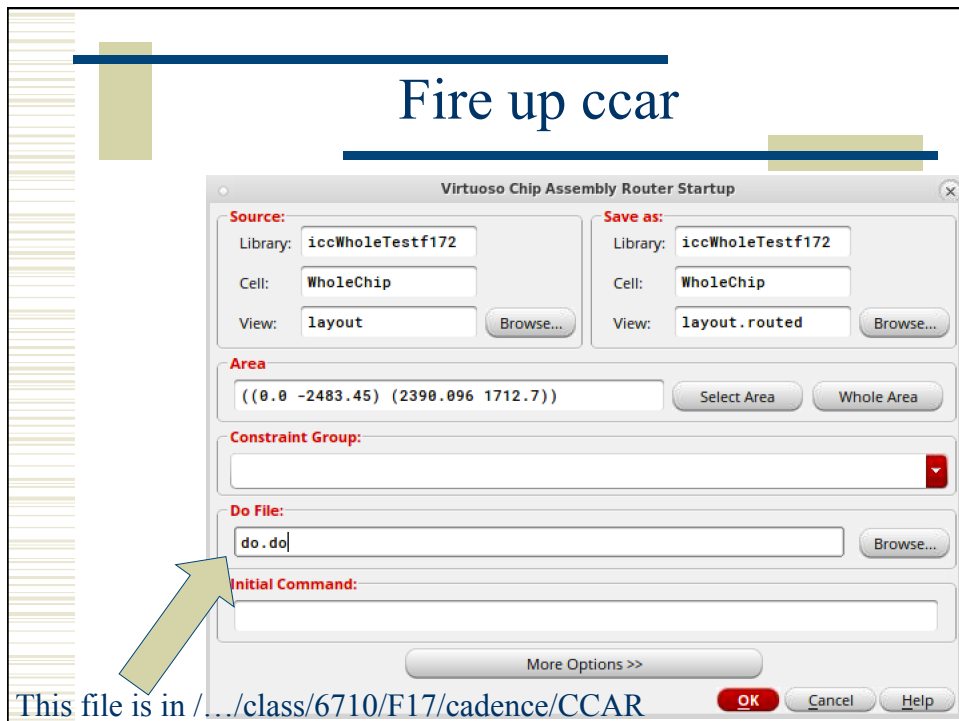 Fire up ccar
Virtuoso Chip Assembly Router Startup
Source:
Library: iccWholeTestf172
Cell: WholeChip
View: layout Browse...
Save as:
Library: iccWholeTestf172
Cell: WholeChip
View: layout.routed Browse...
Area
((0.0 -2483.45) (2390.096 1712.7)) Select Area Whole Area
Constraint Group:
Do File:
do.do Browse...
Initial Command:
More Options >>
OK Cancel Help
This file is in /…/class/6710/F17/cadence/CCAR